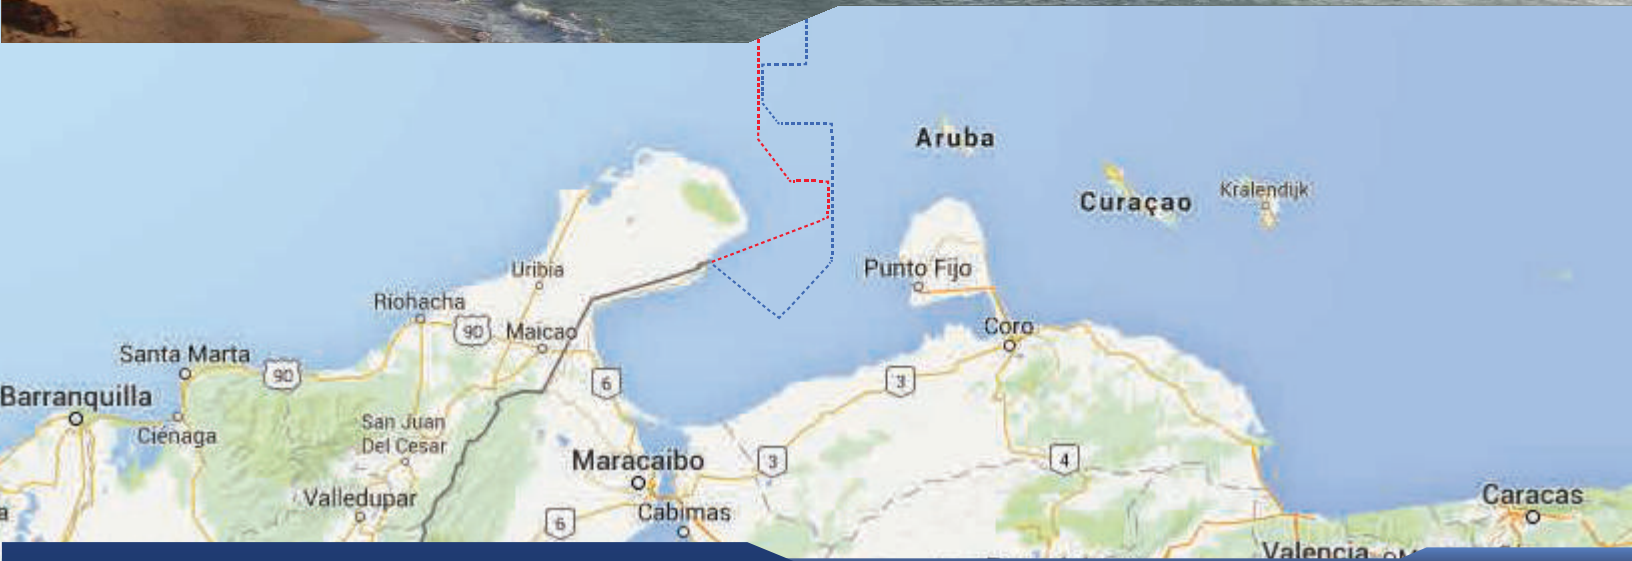 Aruba
Curaçao
Kralendijk
Uribia
Punto Fijo
Riohacha
90
Maicao
Coro
Santa Marta
90
6
3
Barranquilla
Ciénaga
San Juan
Del Cesar
Maracaibo
3
4
Valledupar
Cabimas
6
Caracas
a
Valencia
M